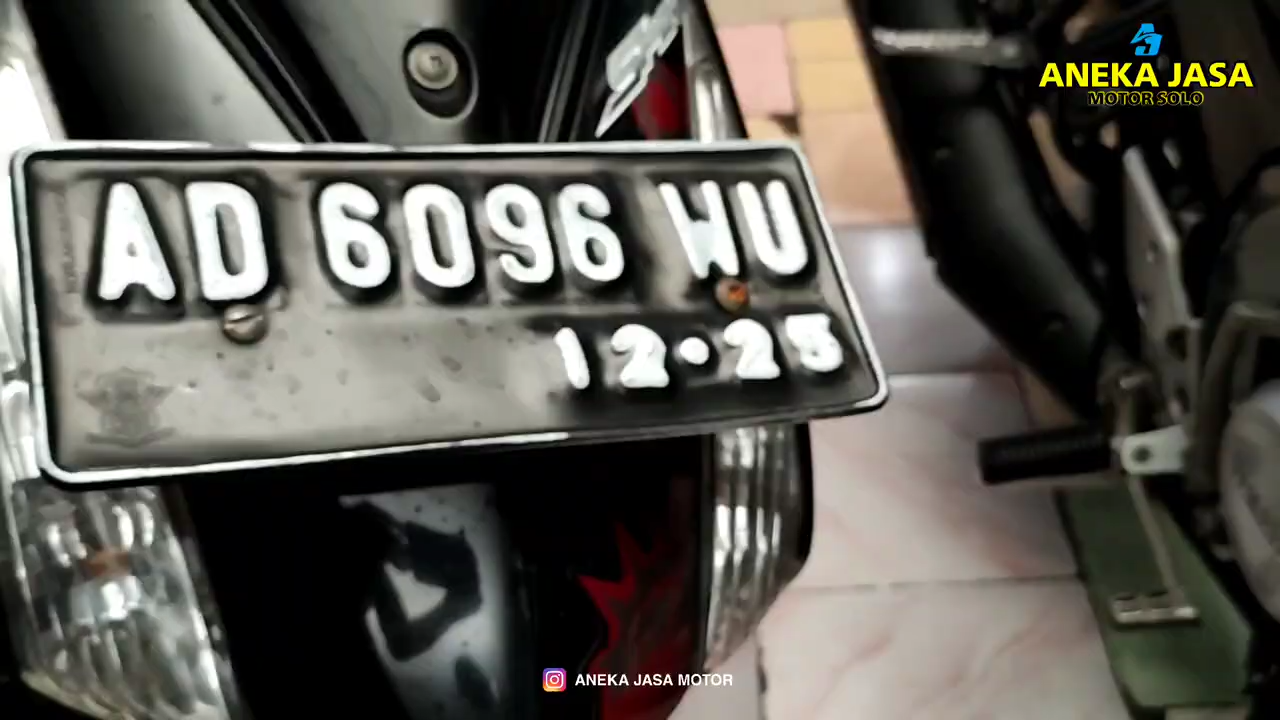 ANEKA JASA
MOTOR SOLO
AD 6096 WU
12•25
ANEKA JASA MOTOR